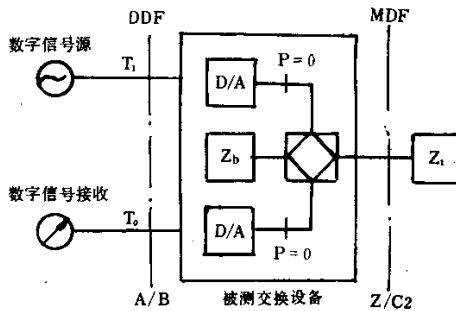 DDF
MDF
数字信号源
T₁
P=0
D/A
Z_b
Z_t
数字信号接收
T₀
D/A
P=0
A/B
被测交换设备
Z/C2